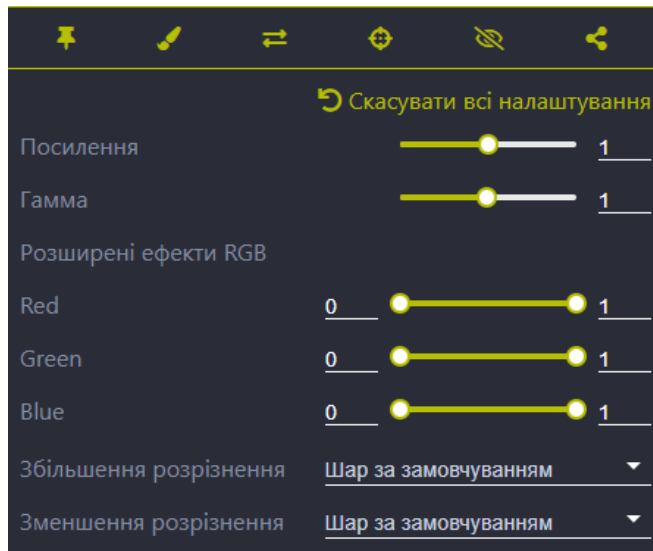 Скасувати всі налаштування
Посилення 1
Гамма 1
Розширені ефекти RGB
Red 0 1
Green 0 1
Blue 0 1
Збільшення розрізнення Шар за замовчуванням
Зменшення розрізнення Шар за замовчуванням